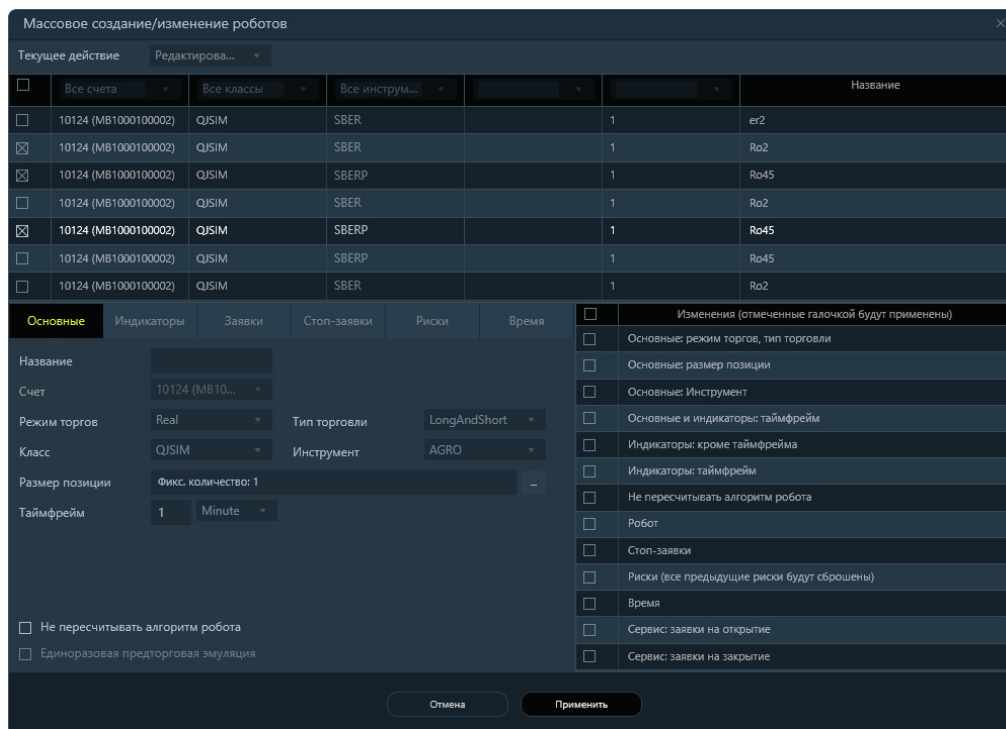 Массовое создание/изменение роботов
Текущее действие Редактирова...
Все счета Все классы Все инструм... Название
10124 (MB1000100002) QJSIM SBER 1 er2
10124 (MB1000100002) QJSIM SBER 1 Ro2
10124 (MB1000100002) QJSIM SBERP 1 Ro45
10124 (MB1000100002) QJSIM SBER 1 Ro2
10124 (MB1000100002) QJSIM SBERP 1 Ro45
10124 (MB1000100002) QJSIM SBERP 1 Ro45
10124 (MB1000100002) QJSIM SBER 1 Ro2
Основные Индикаторы Заявки Стоп-заявки Риски Время
Название
Счет 10124 (MB10...
Режим торгов Real Тип торговли LongAndShort
Класс QJSIM Инструмент AGRO
Размер позиции Фикс. количество: 1 ...
Таймфрейм 1 Minute
Не пересчитывать алгоритм робота
Единоразовая предторговая эмуляция
Изменения (отмеченные галочкой будут применены)
Основные: режим торгов, тип торговли
Основные: размер позиции
Основные: Инструмент
Основные и индикаторы: таймфрейм
Индикаторы: кроме таймфрейма
Индикаторы: таймфрейм
Не пересчитывать алгоритм робота
Робот
Стоп-заявки
Риски (все предыдущие риски будут сброшены)
Время
Сервис: заявки на открытие
Сервис: заявки на закрытие
Отмена Применить